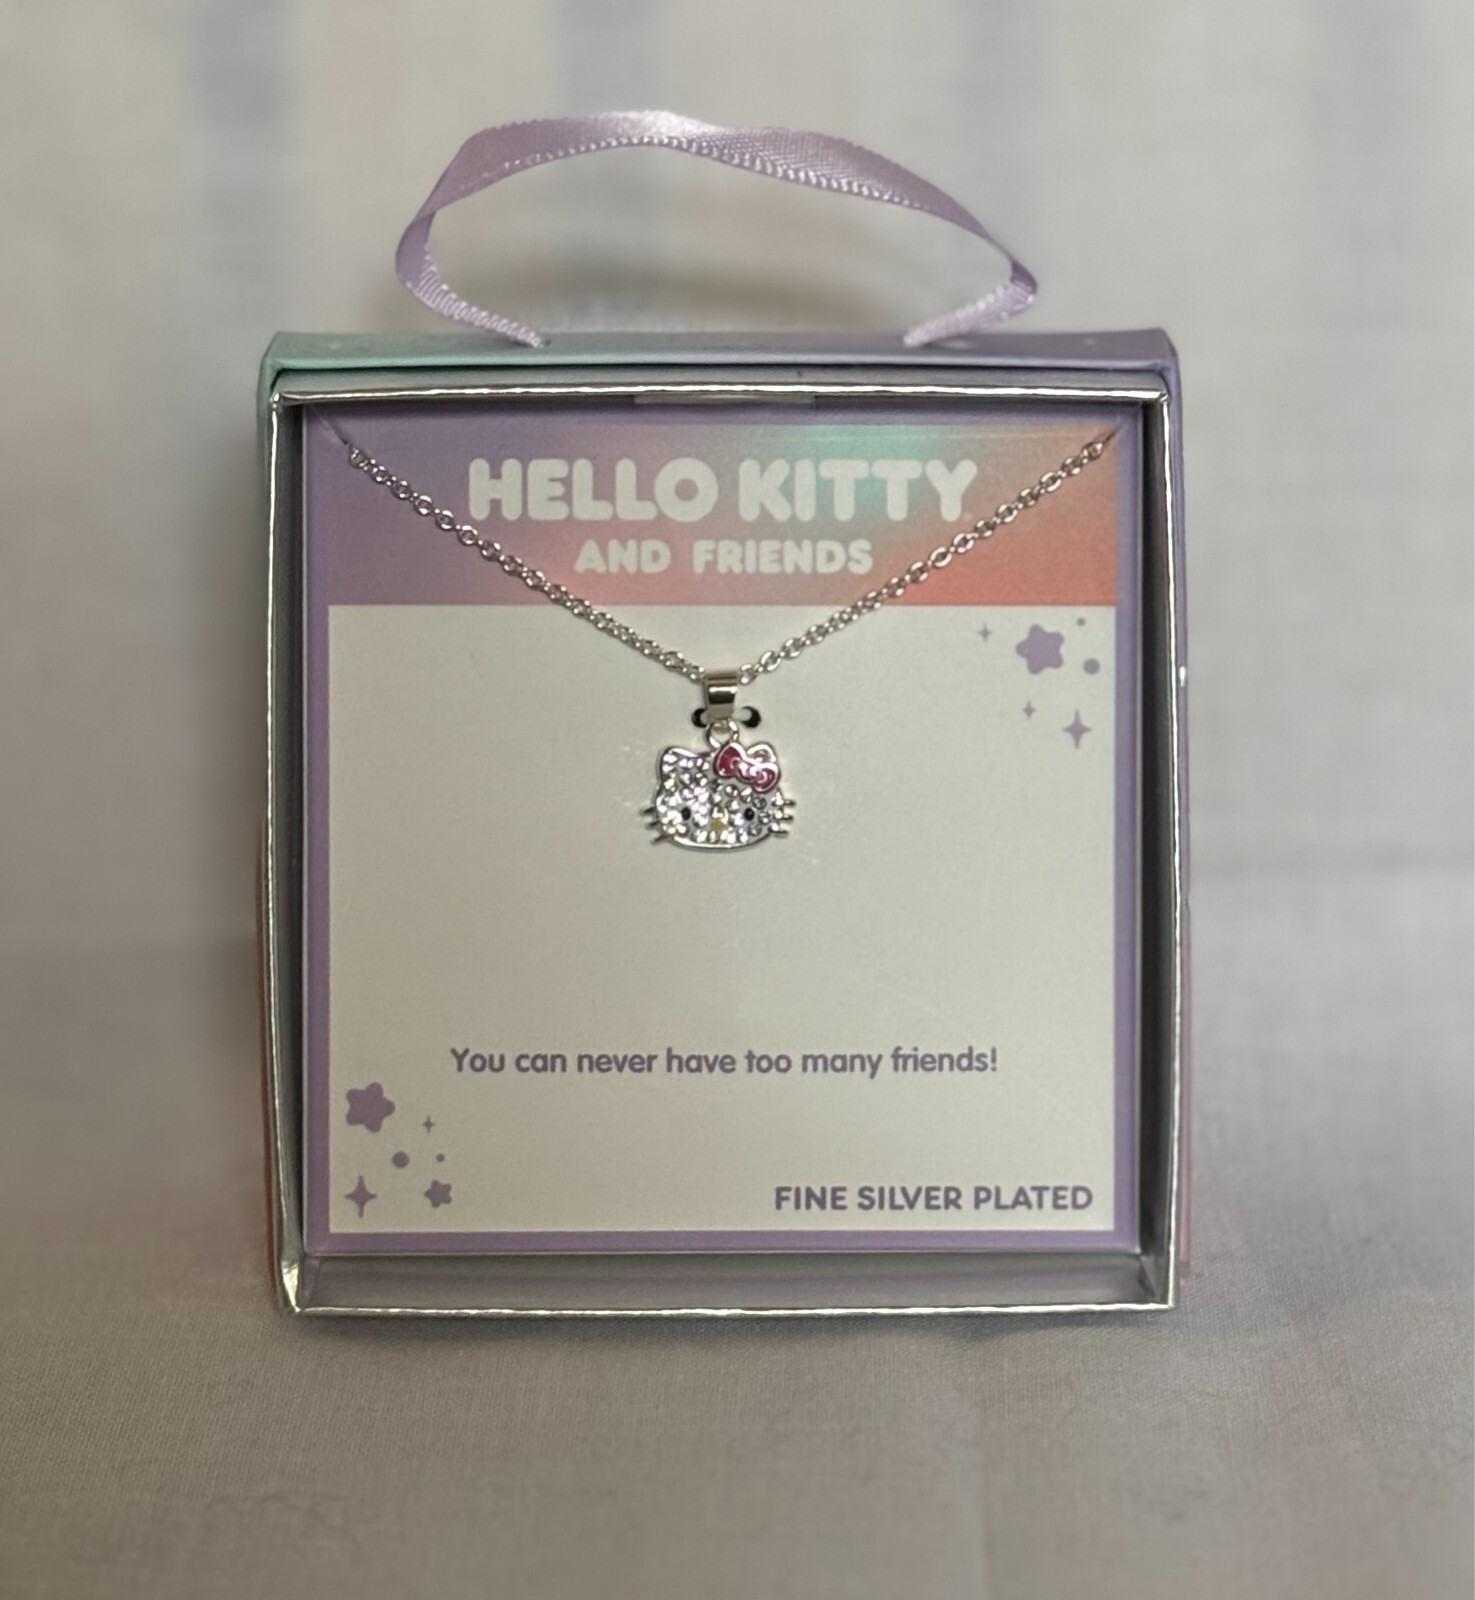 HELLO KITTY
AND FRIENDS
You can never have too many friends!
FINE SILVER PLATED